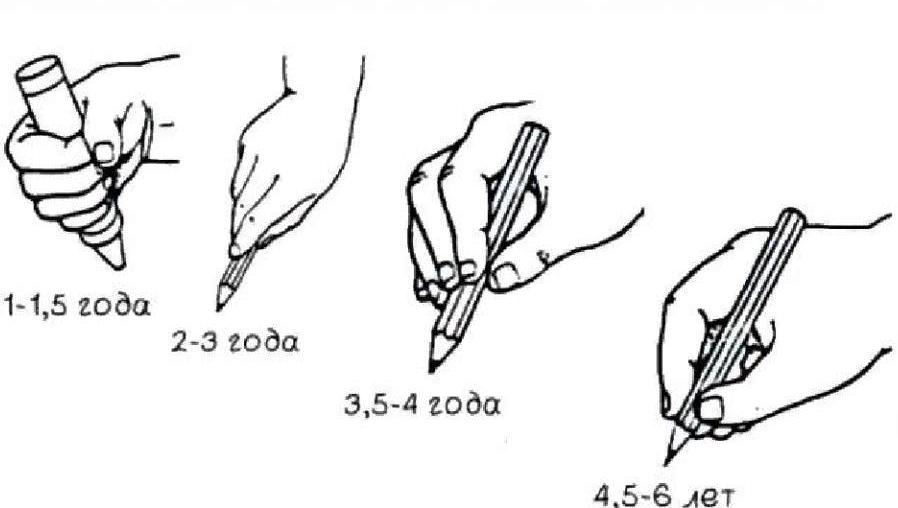 1-1,5 года
2-3 года
3,5-4 года
4,5-6 лет